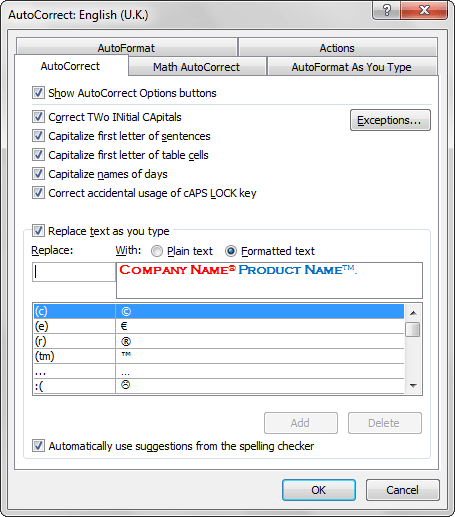 AutoCorrect: English (U.K.)
AutoFormat Actions
AutoCorrect Math AutoCorrect AutoFormat As You Type
Show AutoCorrect Options buttons
Correct TWo INitial CApitals
Exceptions...
Capitalize first letter of sentences
Capitalize first letter of table cells
Capitalize names of days
Correct accidental usage of cAPS LOCK key
Replace text as you type
Replace: With: Plain text Formatted text
COMPANY NAME® PRODUCT NAME™.
(c) ©
(e) €
(r) ®
(tm) ™
... …
:( ☹
Add Delete
Automatically use suggestions from the spelling checker
OK Cancel